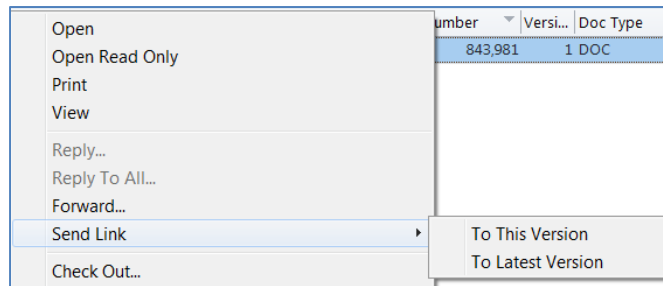 Open
Open Read Only
Print
View
Reply...
Reply To All...
Forward...
Send Link
Check Out...
Versi... Doc Type
843,981 1 DOC
To This Version
To Latest Version